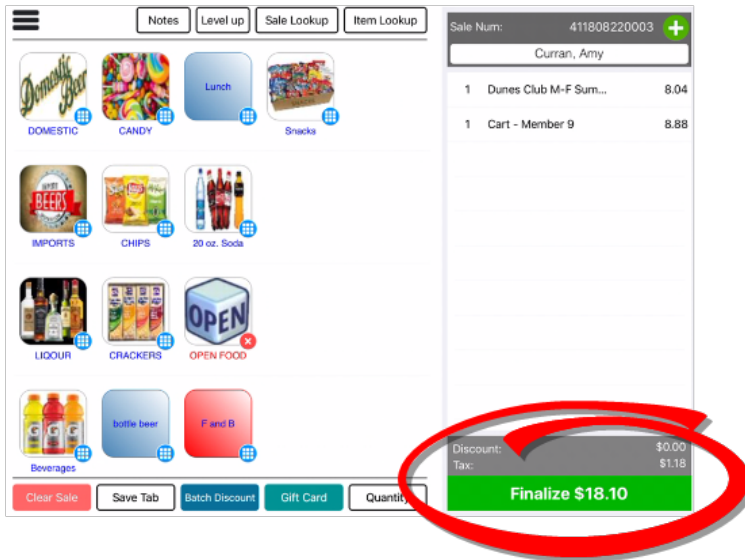 Notes
Level up
Sale Lookup
Item Lookup
Domestic Beer
DOMESTIC
CANDY
Lunch
Snacks
BEERS
IMPORTS
CHIPS
20 oz. Soda
LIQOUR
CRACKERS
OPEN
OPEN FOOD
Beverages
bottle beer
F and B
Clear Sale
Save Tab
Batch Discount
Gift Card
Quantity
Sale Num: 411808220003
Curran, Amy
1 Dunes Club M-F Sum... 8.04
1 Cart - Member 9 8.88
Discount: $0.00
Tax: $1.18
Finalize $18.10